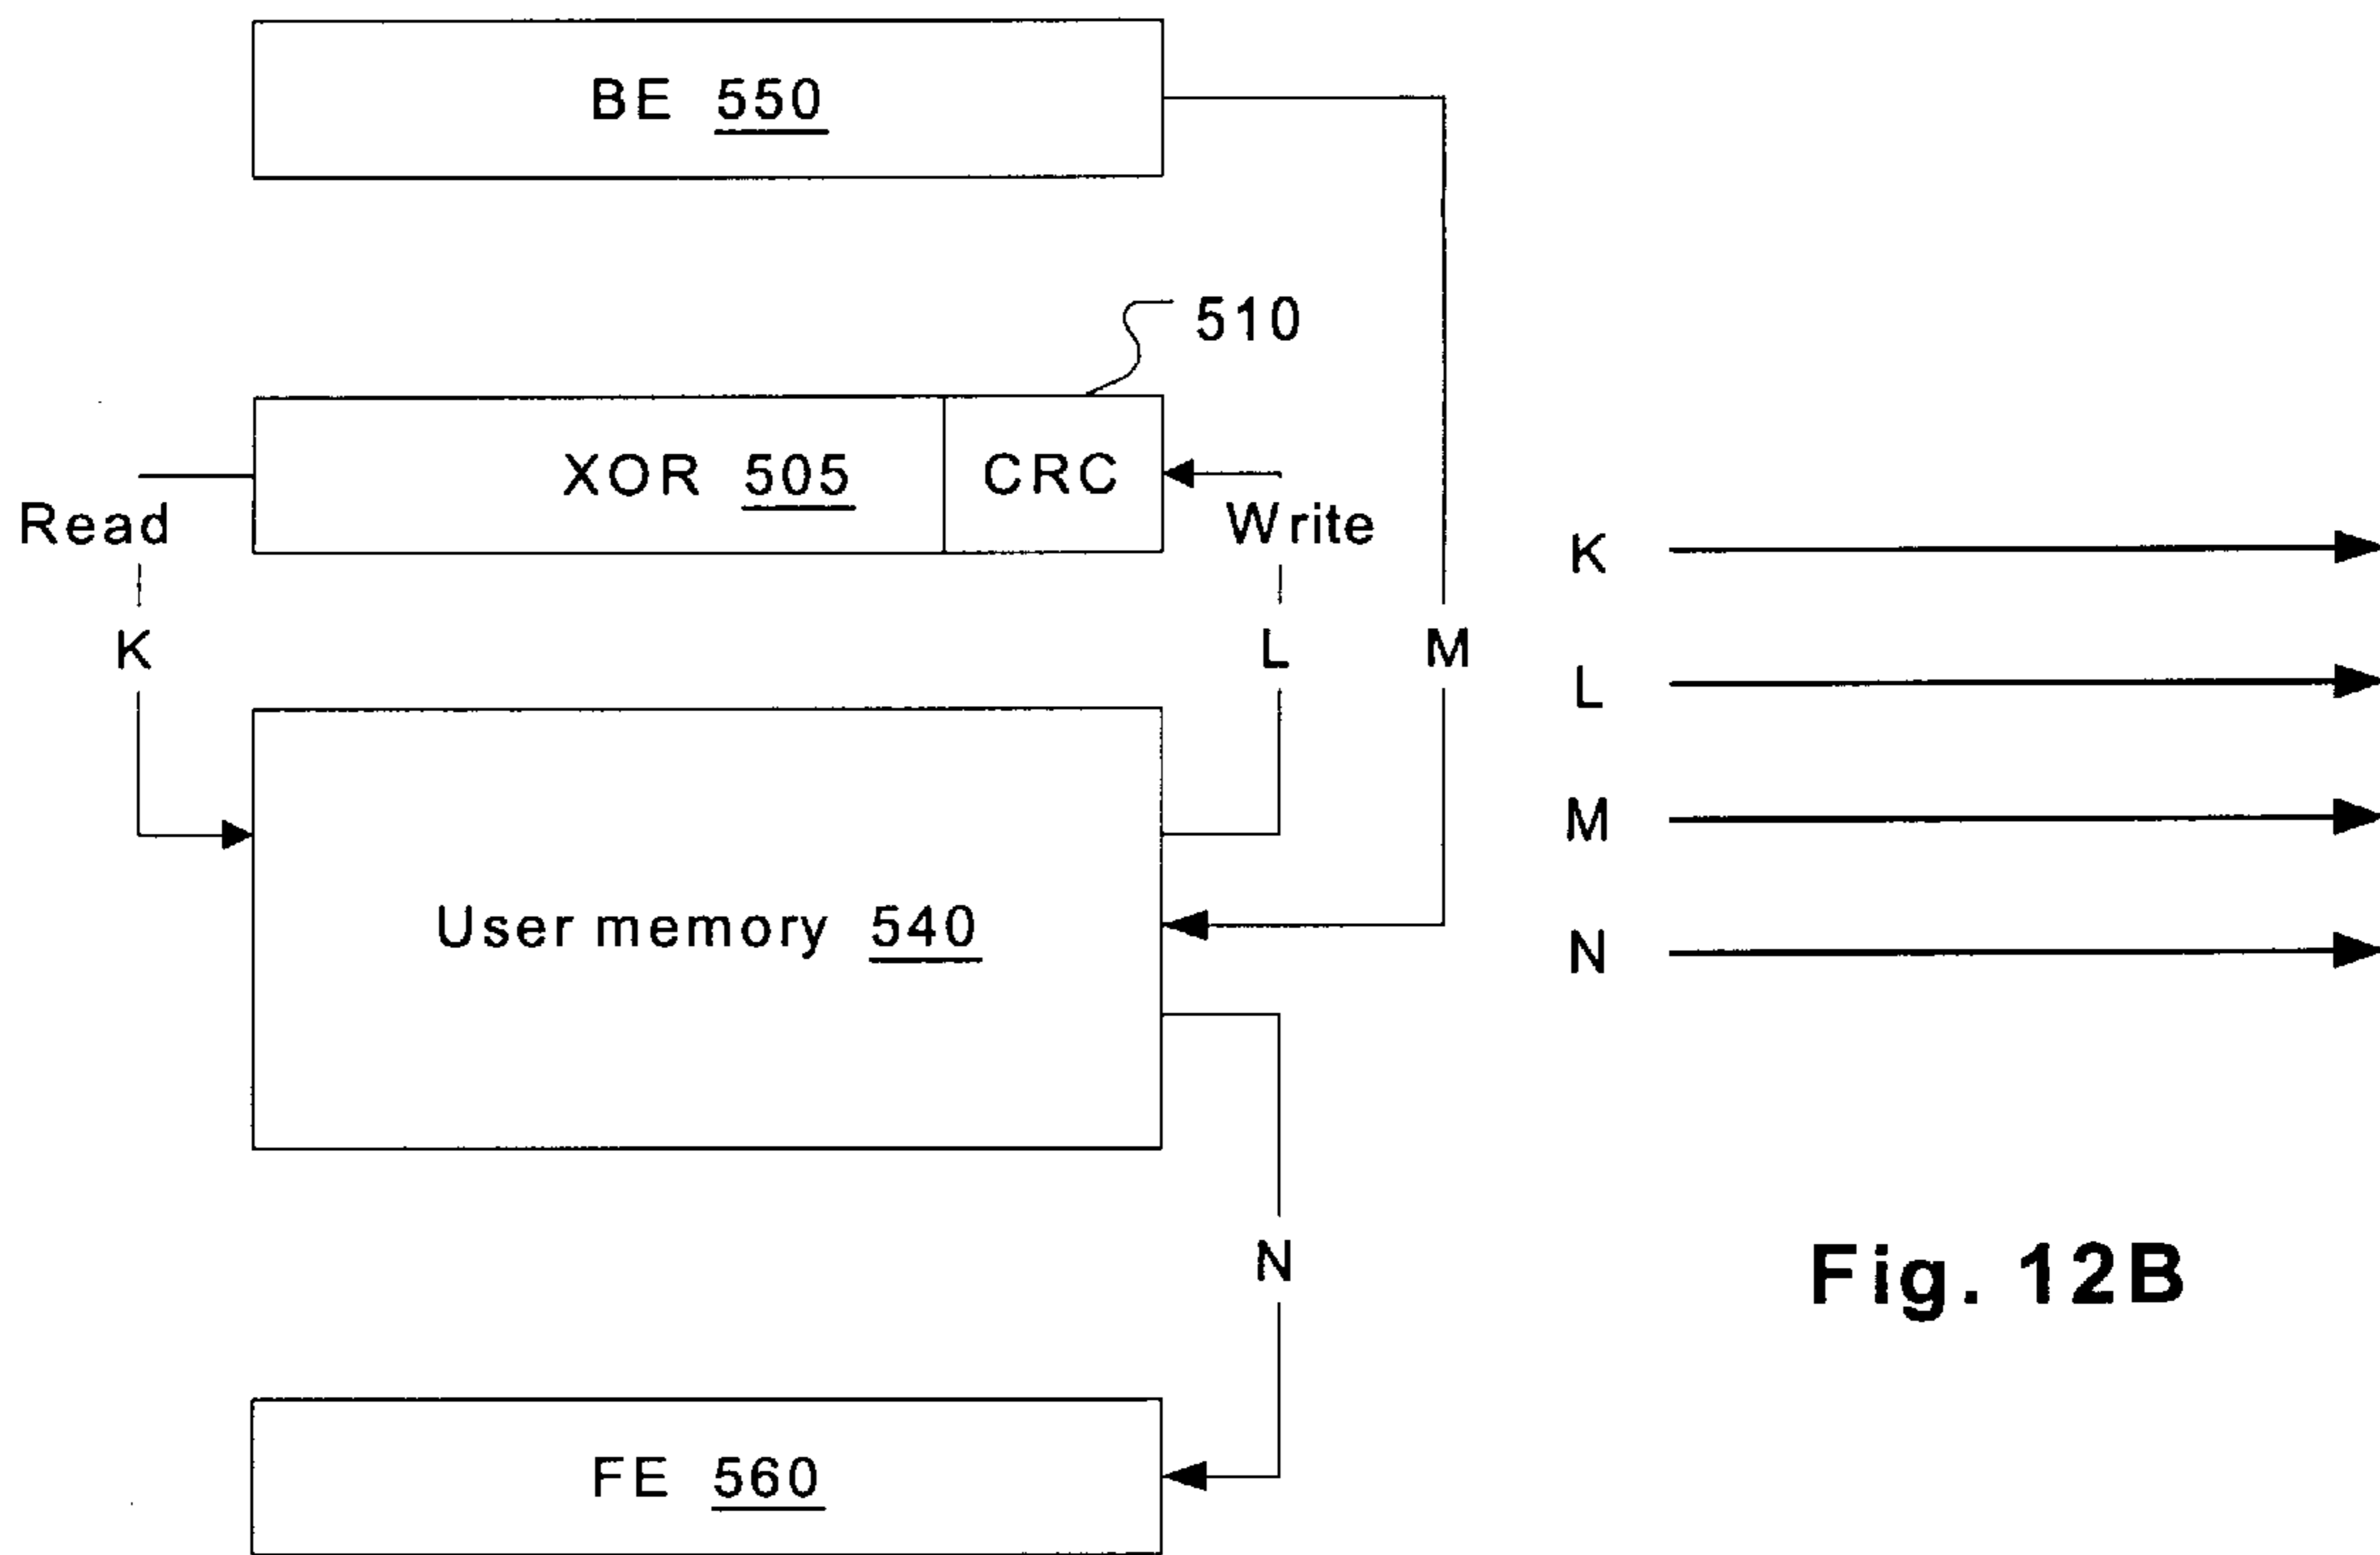 BE 550
510
XOR 505 CRC
Read
Write
K
L
M
User memory 540
N
FE 560
K
L
M
N
Fig. 12B